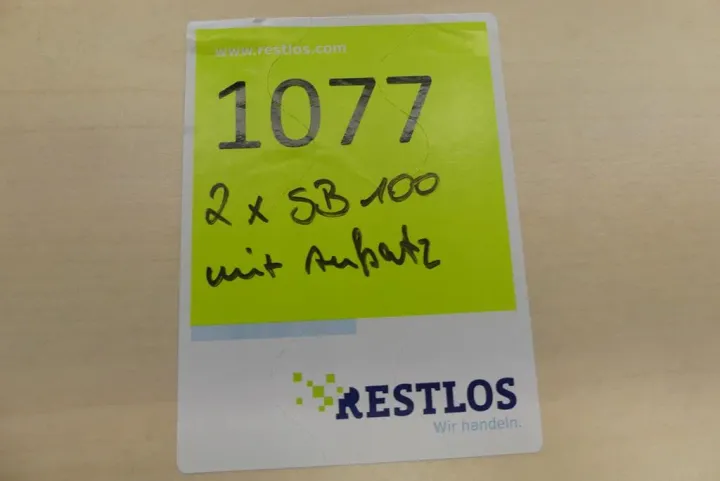 www.restlos.com
1077
2 x SB 100
mit Aufsatz
RESTLOS
Wir handeln.